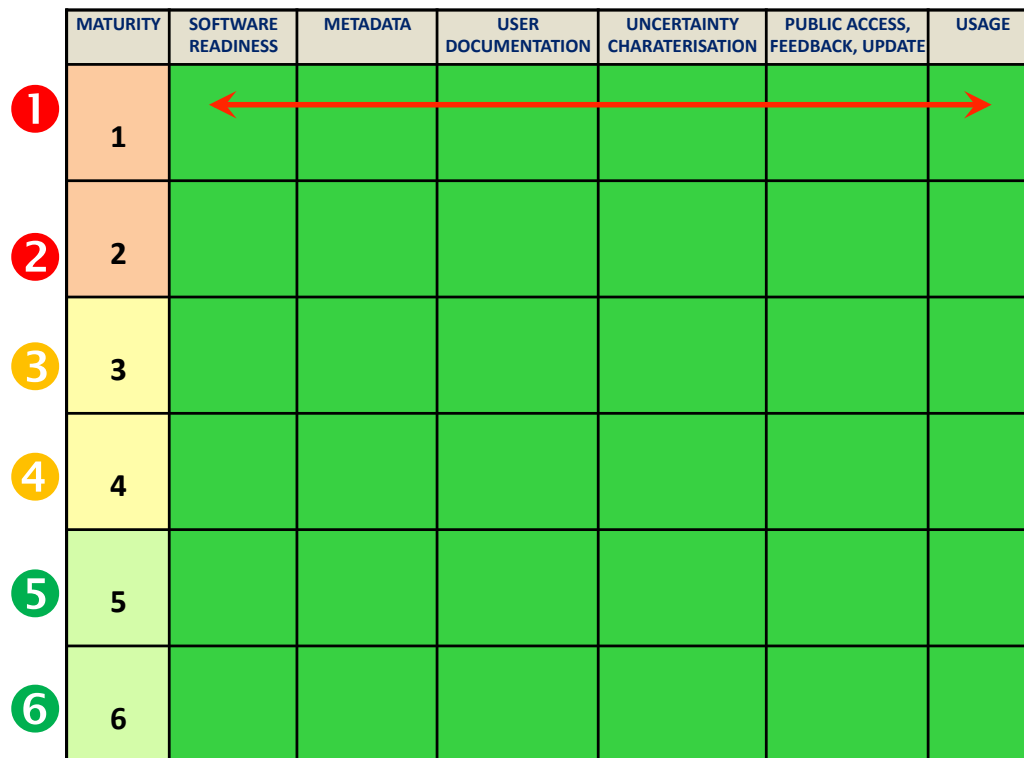 MATURITY
SOFTWARE
READINESS
METADATA
USER
DOCUMENTATION
UNCERTAINTY
CHARATERISATION
PUBLIC ACCESS,
FEEDBACK, UPDATE
USAGE
1
1
2
2
3
3
4
4
5
5
6
6